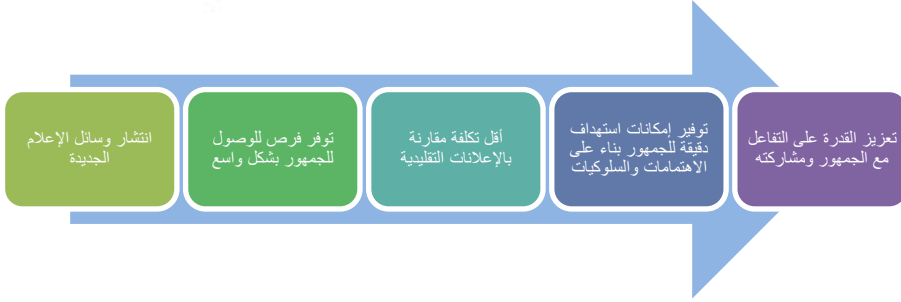 انتشار وسائل الإعلام
الجديدة
توفر فرص للوصول
للجمهور بشكل واسع
أقل تكلفة مقارنة
بالإعلانات التقليدية
توفير إمكانات استهداف
دقيقة للجمهور بناء على
الاهتمامات والسلوكيات
تعزيز القدرة على التفاعل
مع الجمهور ومشاركته